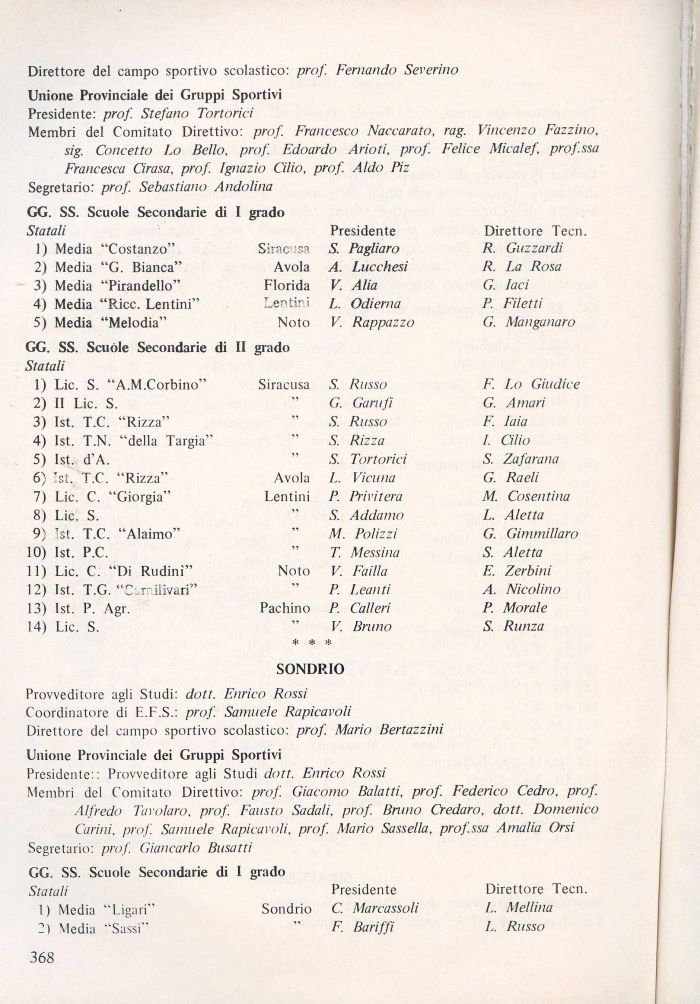 Direttore del campo sportivo scolastico: prof. Fernando Severino
Unione Provinciale dei Gruppi Sportivi
Presidente: prof. Stefano Tortorici
Membri del Comitato Direttivo: prof. Francesco Naccarato, rag. Vincenzo Fazzino,
sig. Concetto Lo Bello, prof. Edoardo Arioti, prof. Felice Micalef, prof.ssa
Francesca Cirasa, prof. Ignazio Cilio, prof. Aldo Piz
Segretario: prof. Sebastiano Andolina
GG. SS. Scuole Secondarie di I grado
Statali Presidente Direttore Tecn.
1) Media “Costanzo” Siracusa S. Pagliaro R. Guzzardi
2) Media “G. Bianca” Avola A. Lucchesi R. La Rosa
3) Media “Pirandello” Florida V. Alia G. Iaci
4) Media “Ricc. Lentini” Lentini L. Odierna P. Filetti
5) Media “Melodia” Noto V. Rappazzo G. Manganaro
GG. SS. Scuole Secondarie di II grado
Statali
1) Lic. S. “A.M.Corbino” Siracusa S. Russo F. Lo Giudice
2) II Lic. S. ” G. Garufi G. Amari
3) Ist. T.C. “Rizza” ” S. Russo F. Iaia
4) Ist. T.N. “della Targia” ” S. Rizza I. Cilio
5) Ist. d'A. ” S. Tortorici S. Zafarana
6) Ist. T.C. “Rizza” Avola L. Vicuna G. Raeli
7) Lic. C. “Giorgia” Lentini P. Privitera M. Cosentina
8) Lic. S. ” S. Addamo L. Aletta
9) Ist. T.C. “Alaimo” ” M. Polizzi G. Gimmillaro
10) Ist. P.C. ” T. Messina S. Aletta
11) Lic. C. “Di Rudini” Noto V. Failla E. Zerbini
12) Ist. T.G. ” P. Leanti A. Nicolino
13) Ist. P. Agr. Pachino P. Calleri P. Morale
14) Lic. S. ” V. Bruno S. Runza
* * *
SONDRIO
Provveditore agli Studi: dott. Enrico Rossi
Coordinatore di E.F.S.: prof. Samuele Rapicavoli
Direttore del campo sportivo scolastico: prof. Mario Bertazzini
Unione Provinciale dei Gruppi Sportivi
Presidente:: Provveditore agli Studi dott. Enrico Rossi
Membri del Comitato Direttivo: prof. Giacomo Balatti, prof. Federico Cedro, prof.
Alfredo Tavolaro, prof. Fausto Sadali, prof. Bruno Credaro, dott. Domenico
Carini, prof. Samuele Rapicavoli, prof. Mario Sassella, prof.ssa Amalia Orsi
Segretario: prof. Giancarlo Busatti
GG. SS. Scuole Secondarie di I grado
Statali Presidente Direttore Tecn.
1) Media “Ligari” Sondrio C. Marcassoli L. Mellina
2) Media “Sassi” ” F. Bariffi L. Russo
368